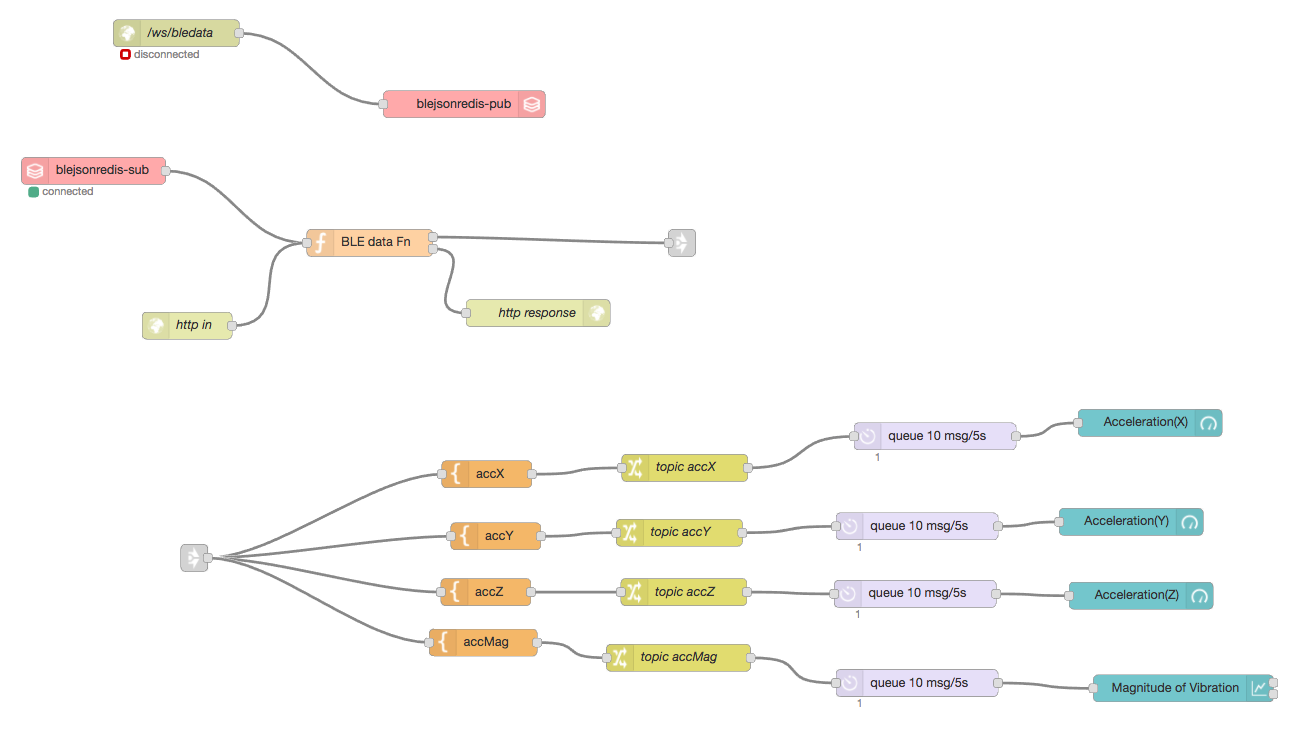 /ws/bledata
disconnected
blejsonredis-pub
blejsonredis-sub
connected
BLE data Fn
http response
http in
Acceleration(X)
queue 10 msg/5s
1
accX
topic accX
Acceleration(Y)
queue 10 msg/5s
1
accY
topic accY
accZ
topic accZ
queue 10 msg/5s
1
Acceleration(Z)
accMag
topic accMag
queue 10 msg/5s
1
Magnitude of Vibration